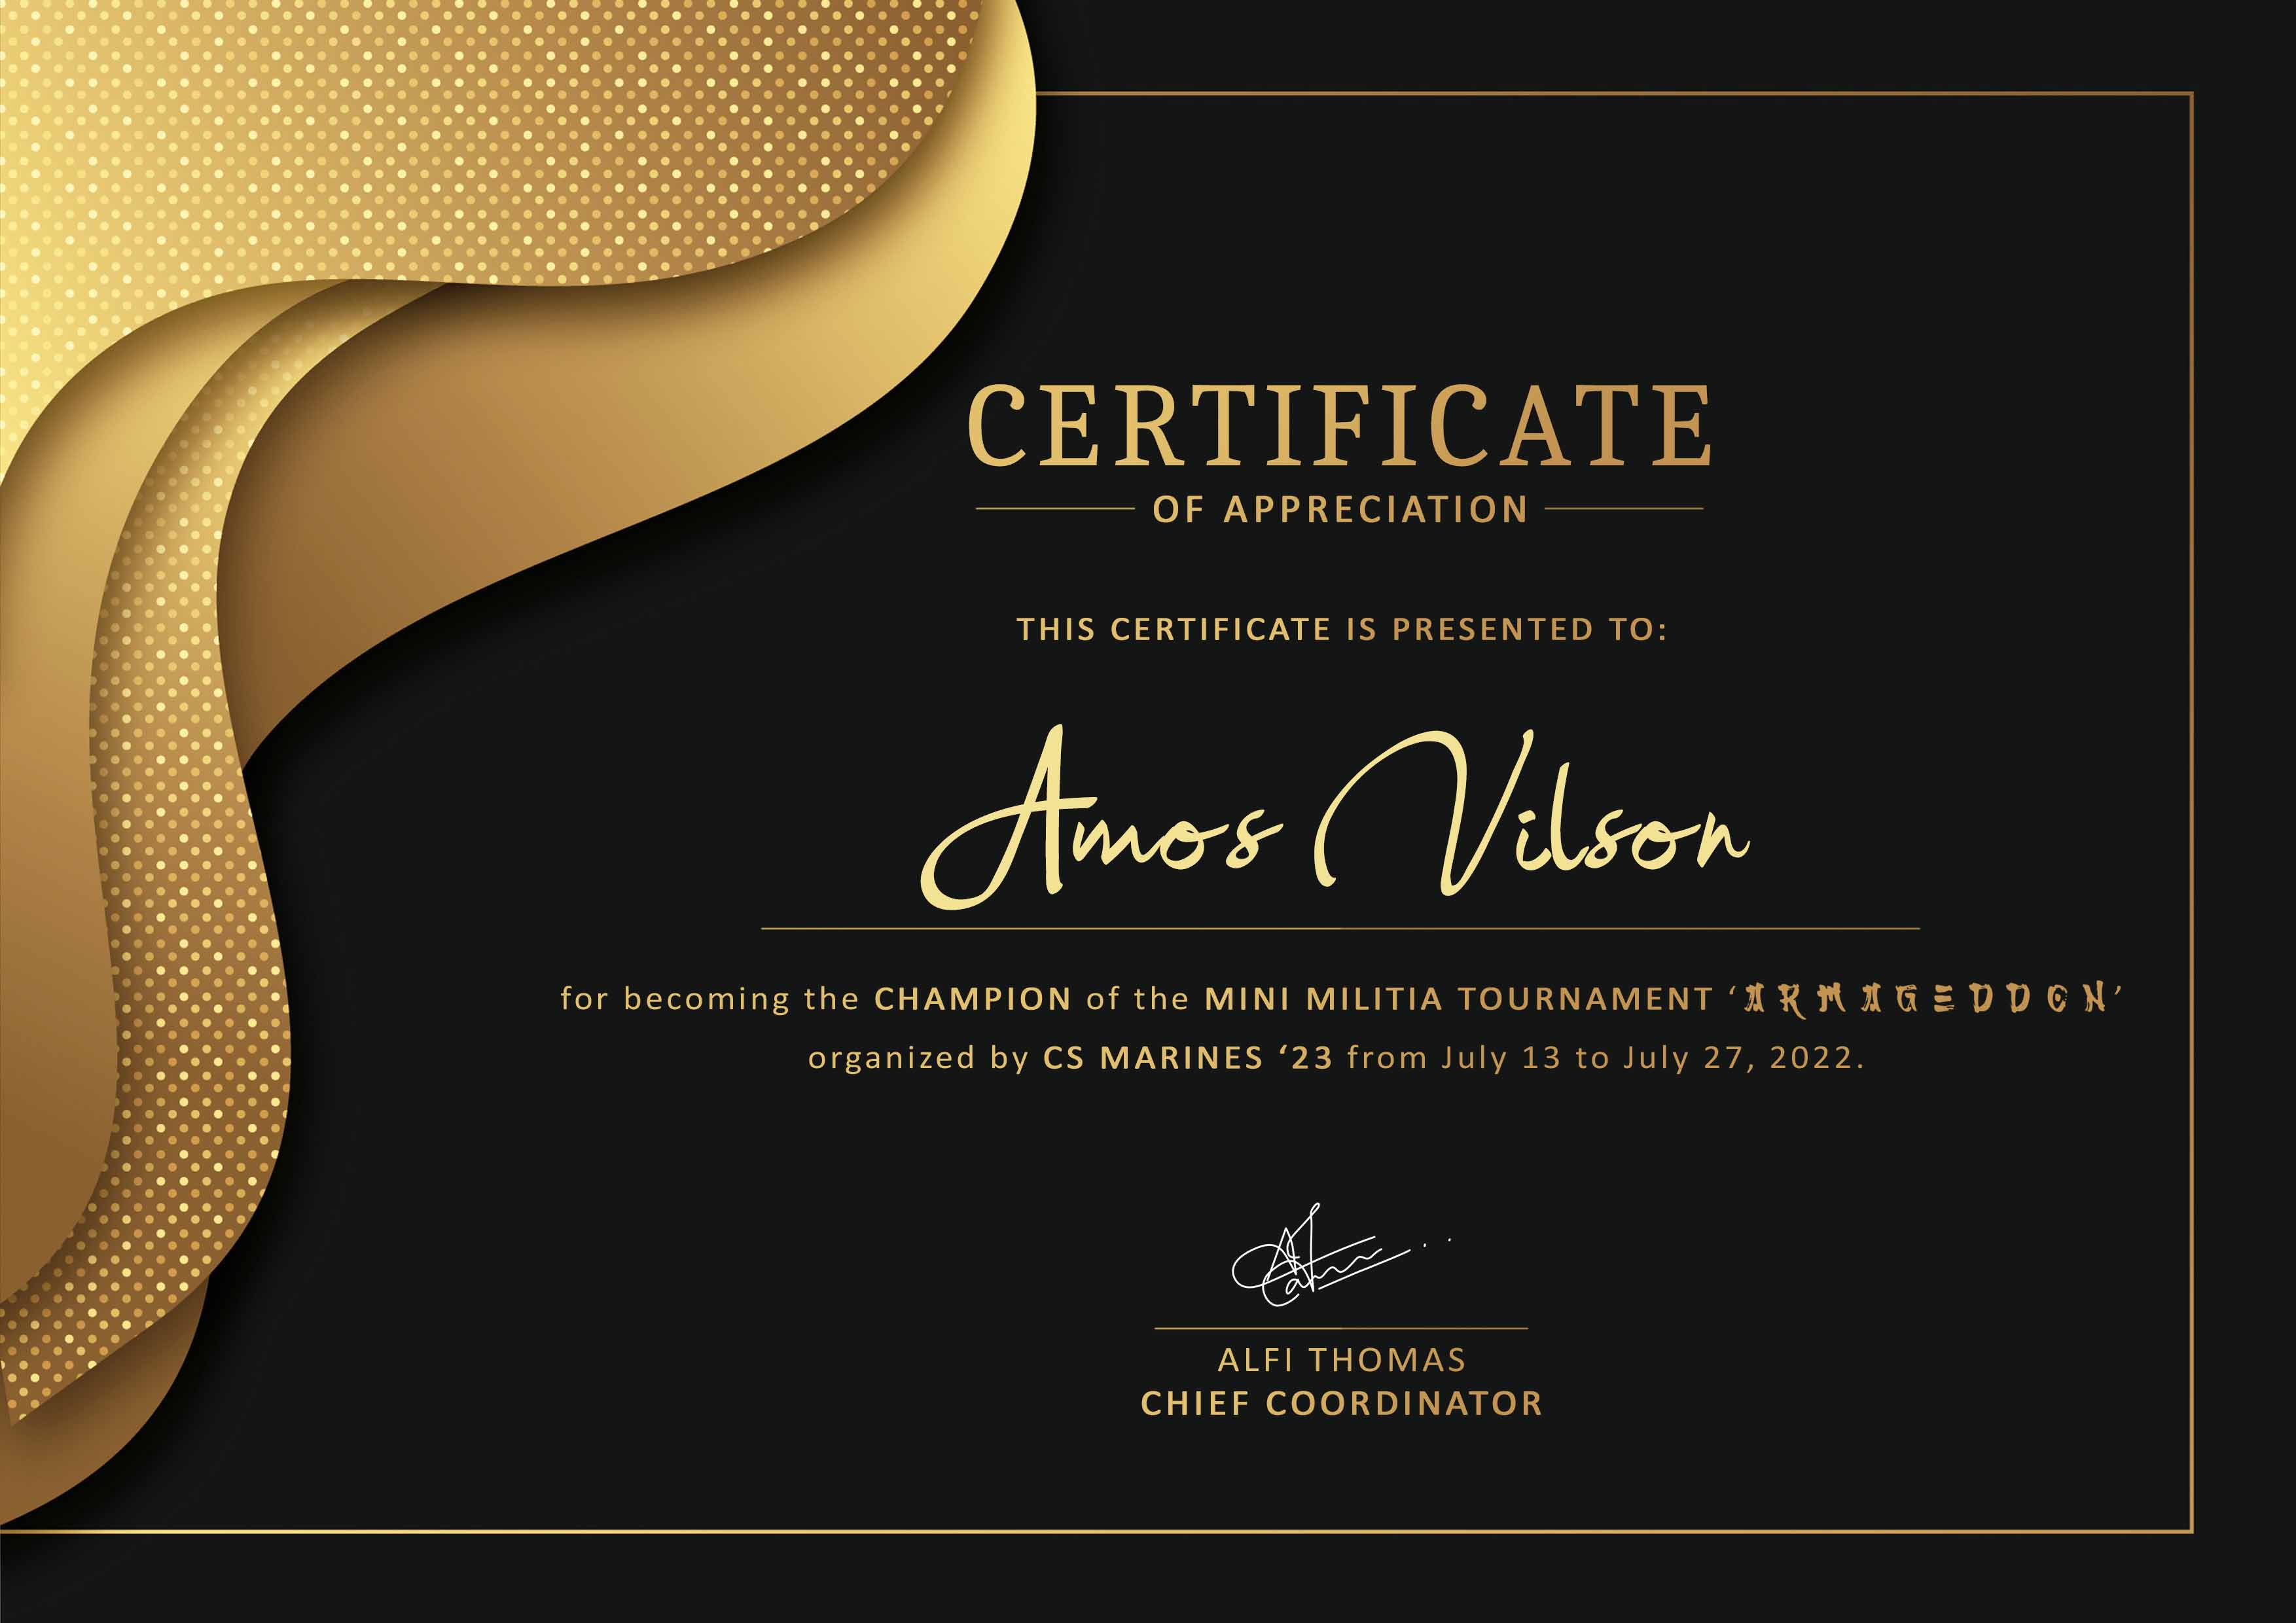 CERTIFICATE
OF APPRECIATION
THIS CERTIFICATE IS PRESENTED TO:
Amos Vilson
for becoming the CHAMPION of the MINI MILITIA TOURNAMENT ‘ARMAGEDDON’
organized by CS MARINES ‘23 from July 13 to July 27, 2022.
ALFI THOMAS
CHIEF COORDINATOR